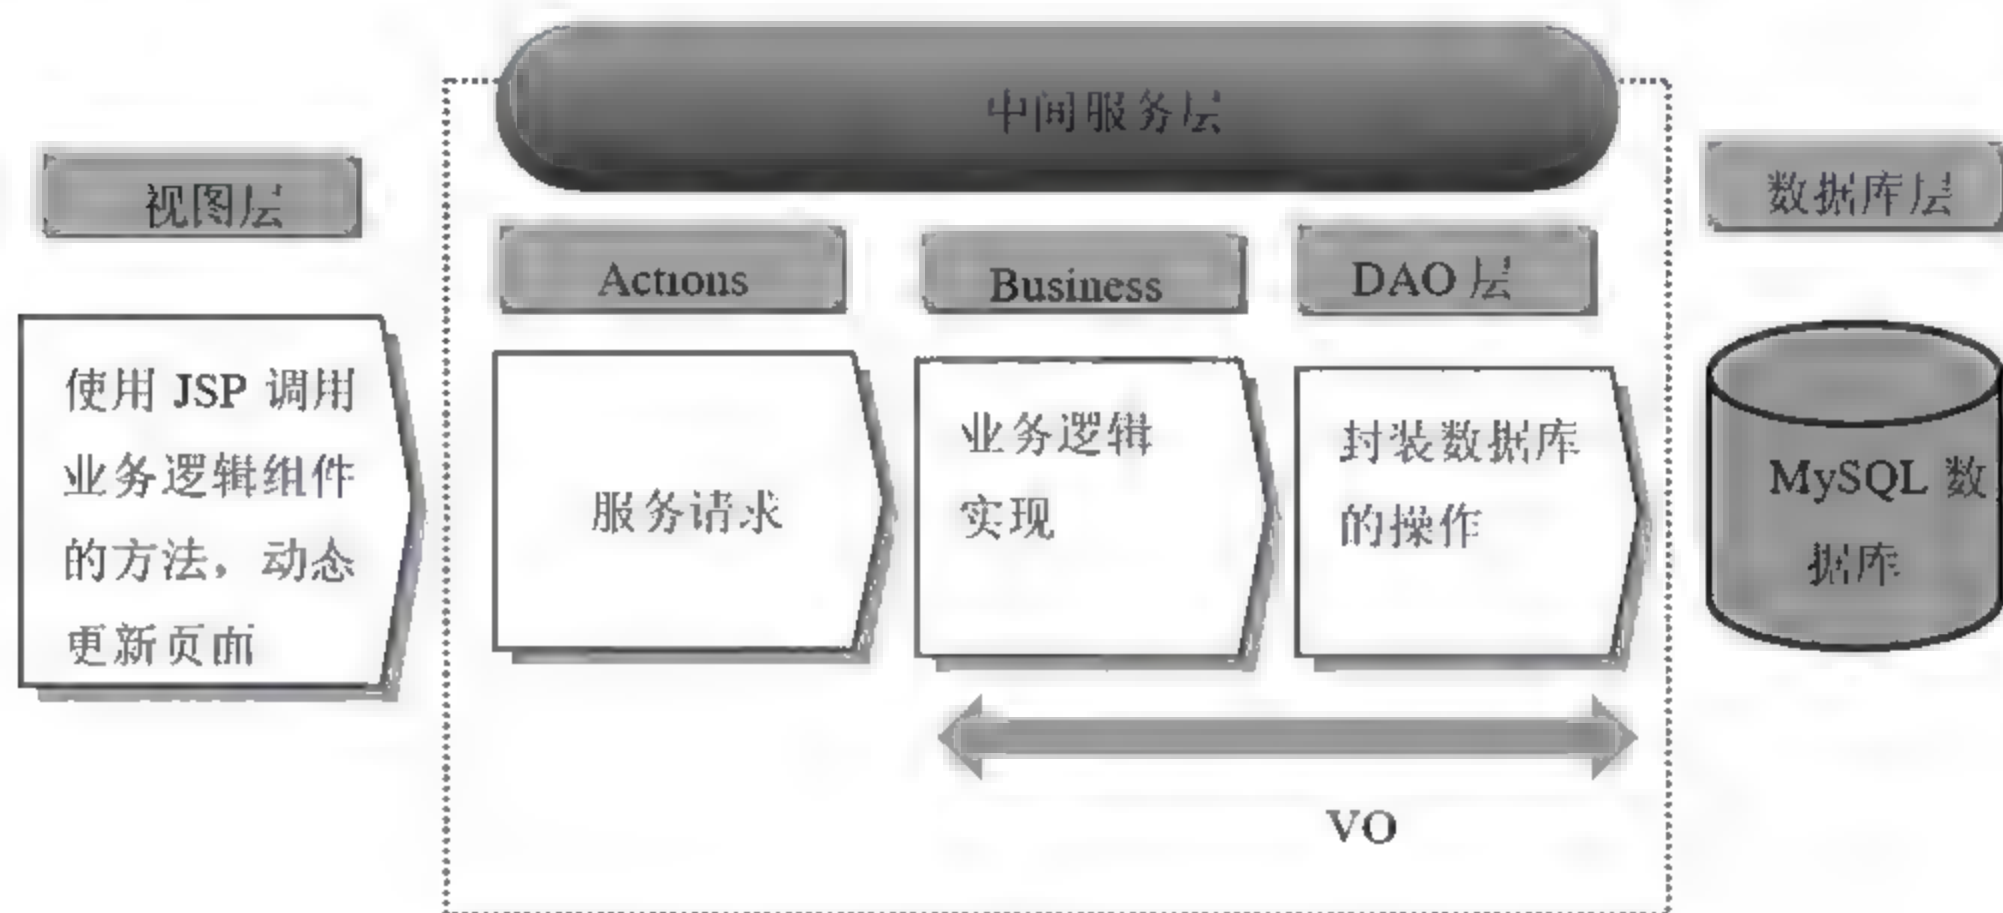 中间服务层
视图层
数据库层
Actions
Business
DAO 层
使用 JSP 调用
业务逻辑组件
的方法，动态
更新页面
服务请求
业务逻辑
实现
封装数据库
的操作
MySQL 数
据库
VO